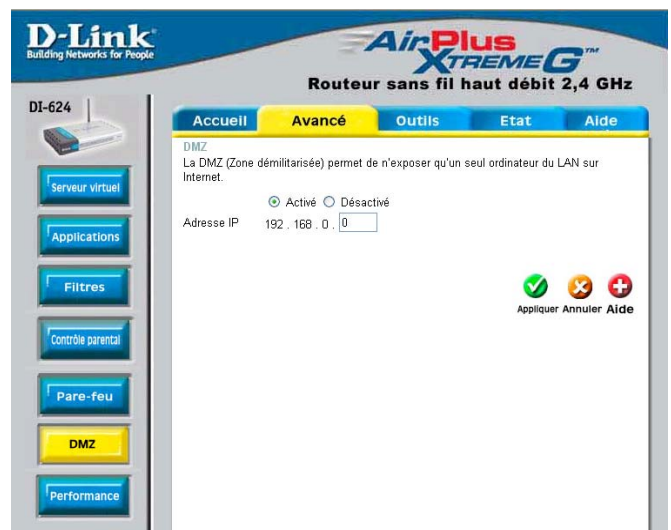 D-Link
Building Networks for People
AirPlus
XTREME G™
Routeur sans fil haut débit 2,4 GHz
DI-624
Accueil
Avancé
Outils
Etat
Aide
DMZ
La DMZ (Zone démilitarisée) permet de n'exposer qu'un seul ordinateur du LAN sur
Internet.
Activé
Désactivé
Adresse IP
192 . 168 . 0 . 0
Appliquer
Annuler
Aide
Serveur virtuel
Applications
Filtres
Contrôle parental
Pare-feu
DMZ
Performance